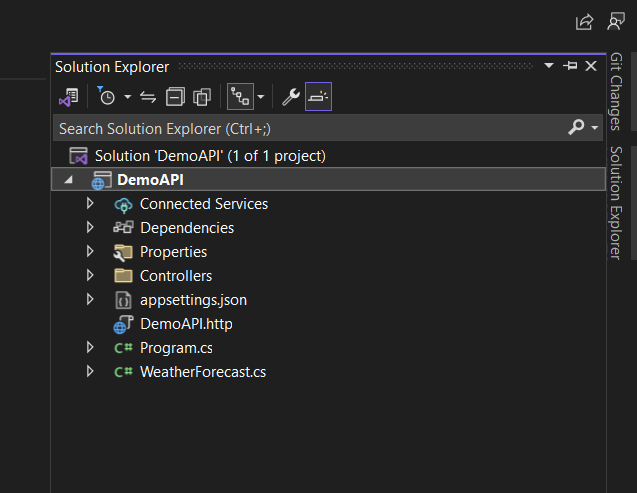 Solution Explorer
Search Solution Explorer (Ctrl+;)
Solution 'DemoAPI' (1 of 1 project)
DemoAPI
Connected Services
Dependencies
Properties
Controllers
appsettings.json
DemoAPI.http
C# Program.cs
C# WeatherForecast.cs
Git Changes
Solution Explorer